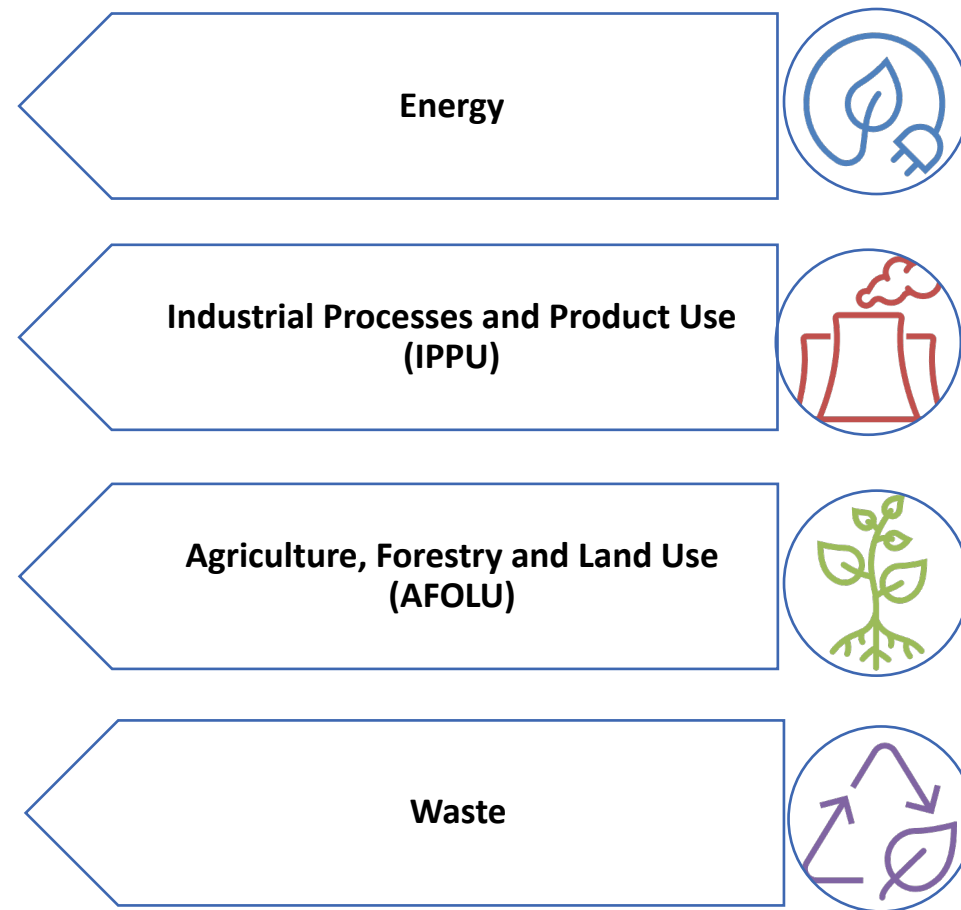 Energy
Industrial Processes and Product Use
(IPPU)
Agriculture, Forestry and Land Use
(AFOLU)
Waste